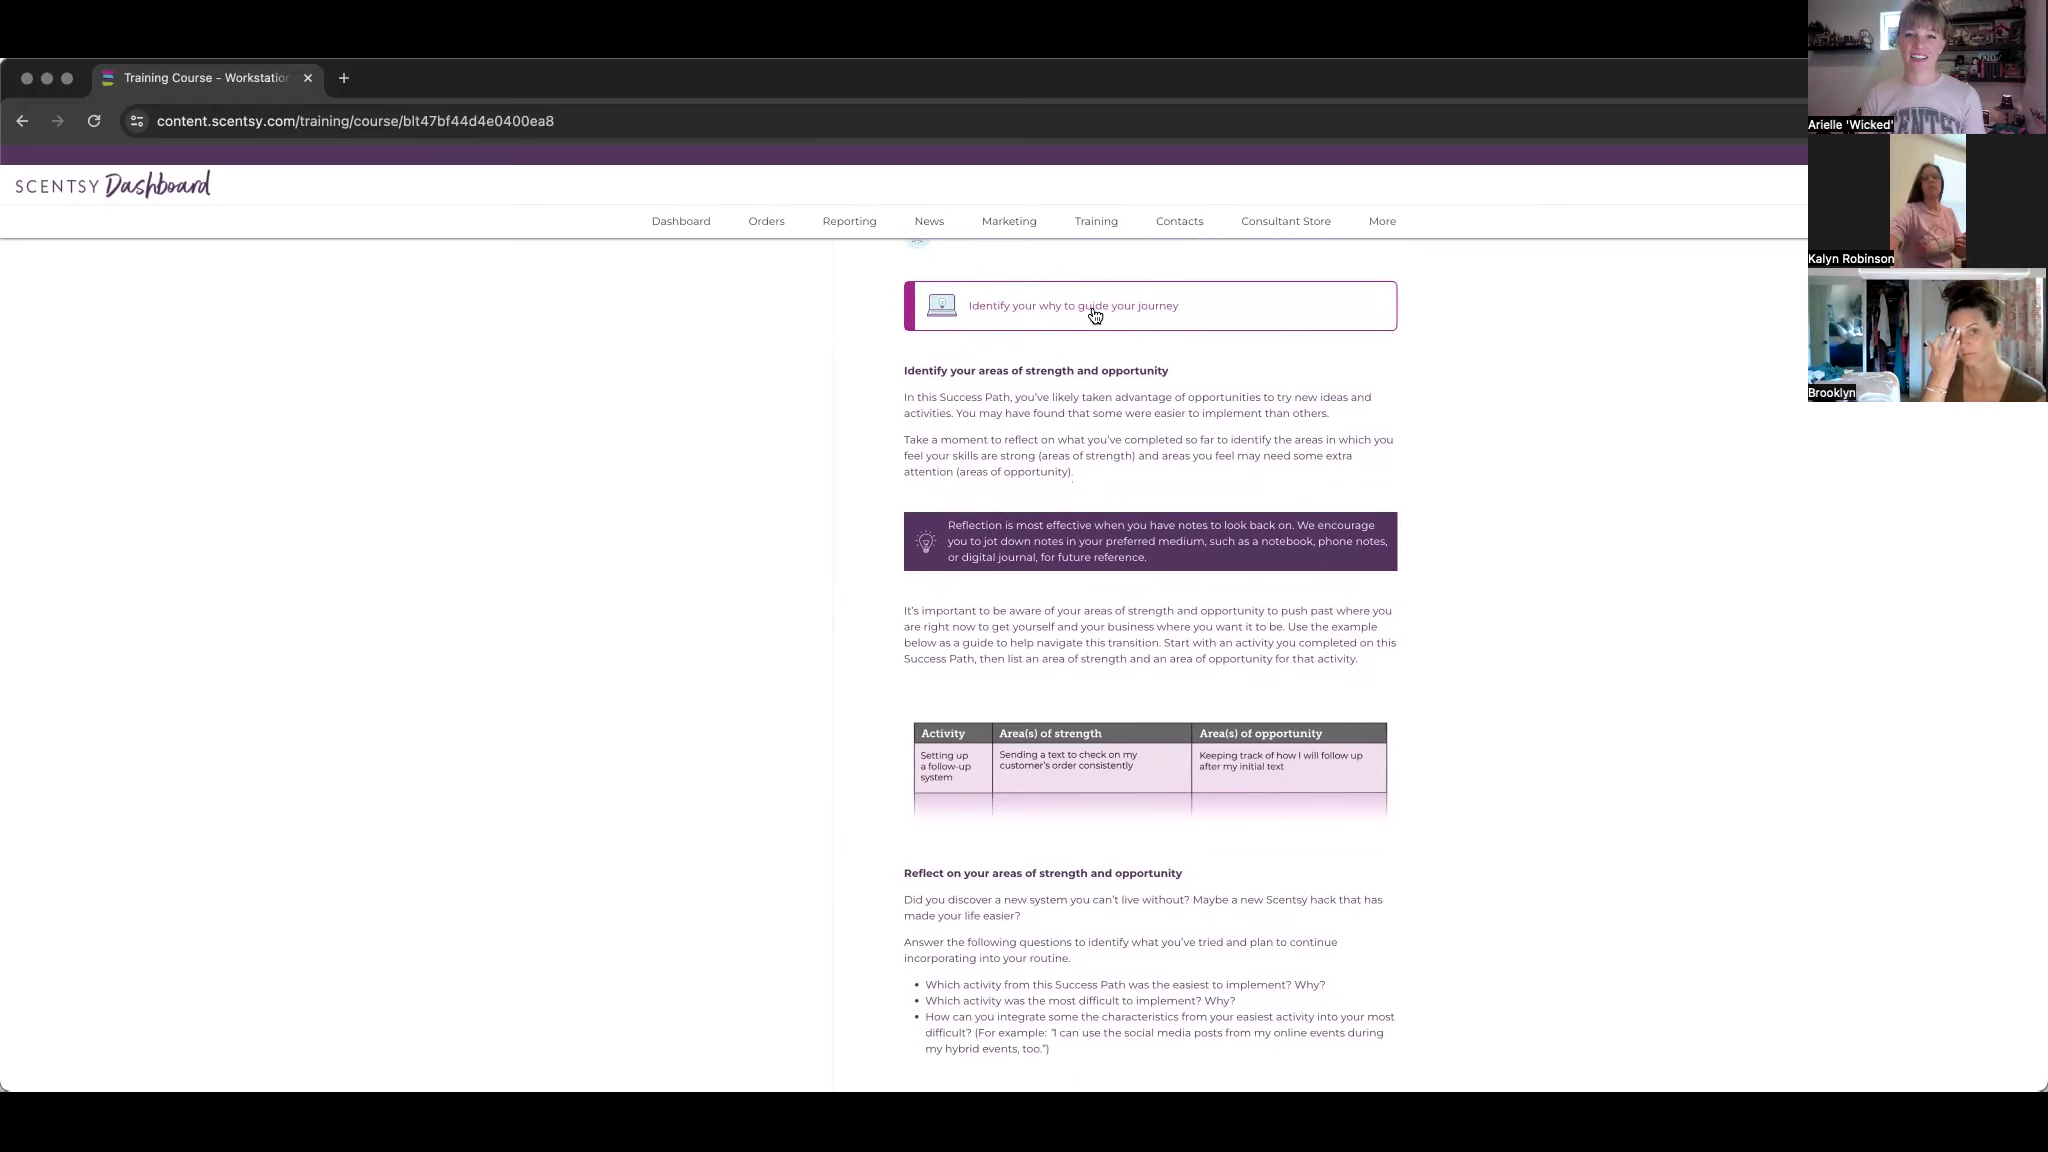 Training Course - Workstation
content.scentsy.com/training/course/blt47bf44d4e0400ea8
SCENTSY Dashboard
Dashboard Orders Reporting News Marketing Training Contacts Consultant Store More
Identify your why to guide your journey
Identify your areas of strength and opportunity
In this Success Path, you've likely taken advantage of opportunities to try new ideas and
activities. You may have found that some were easier to implement than others.
Take a moment to reflect on what you've completed so far to identify the areas in which you
feel your skills are strong (areas of strength) and areas you feel may need some extra
attention (areas of opportunity).
Reflection is most effective when you have notes to look back on. We encourage
you to jot down notes in your preferred medium, such as a notebook, phone notes,
or digital journal, for future reference.
It's important to be aware of your areas of strength and opportunity to push past where you
are right now to get yourself and your business where you want it to be. Use the example
below as a guide to help navigate this transition. Start with an activity you completed on this
Success Path, then list an area of strength and an area of opportunity for that activity.
Activity Area(s) of strength Area(s) of opportunity
Setting up
a follow-up
system
Sending a text to check on my
customer's order consistently
Keeping track of how I will follow up
after my initial text
Reflect on your areas of strength and opportunity
Did you discover a new system you can't live without? Maybe a new Scentsy hack that has
made your life easier?
Answer the following questions to identify what you've tried and plan to continue
incorporating into your routine.
• Which activity from this Success Path was the easiest to implement? Why?
• Which activity was the most difficult to implement? Why?
• How can you integrate some the characteristics from your easiest activity into your most
difficult? (For example: "I can use the social media posts from my online events during
my hybrid events, too.")
Arielle 'Wicked'
Kalyn Robinson
Brooklyn